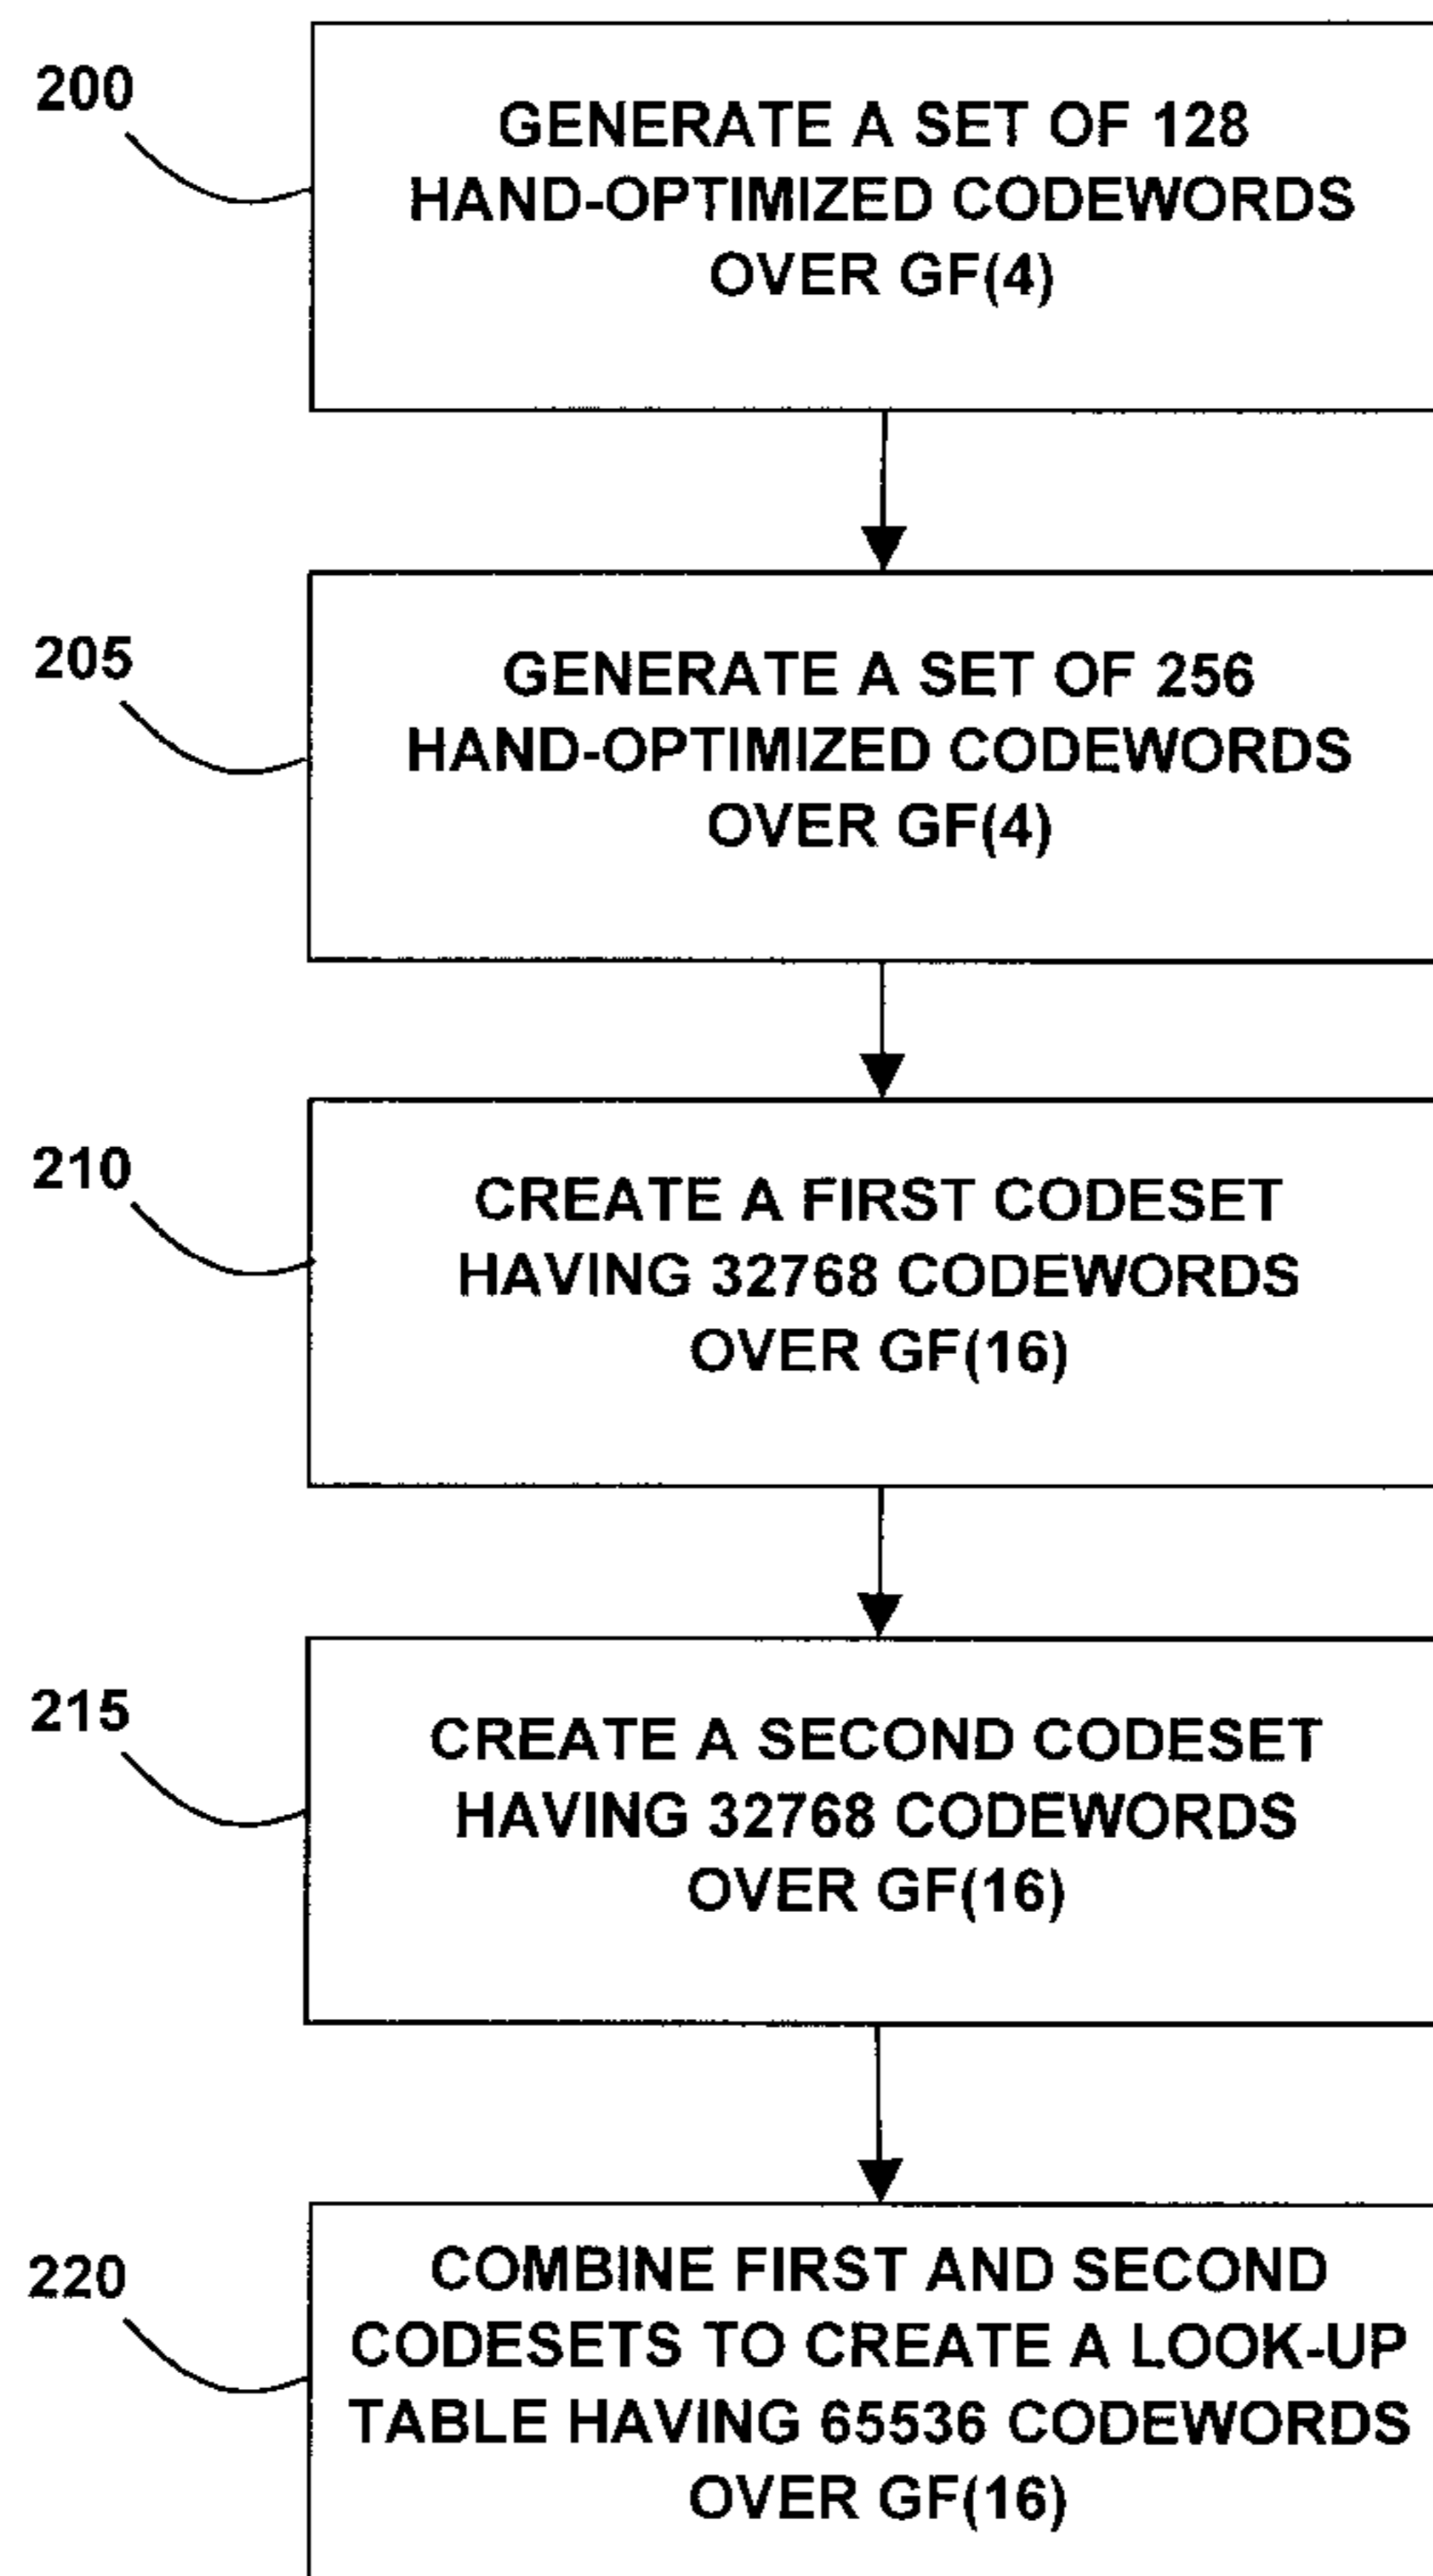 200
GENERATE A SET OF 128
HAND-OPTIMIZED CODEWORDS
OVER GF(4)
205
GENERATE A SET OF 256
HAND-OPTIMIZED CODEWORDS
OVER GF(4)
210
CREATE A FIRST CODESET
HAVING 32768 CODEWORDS
OVER GF(16)
215
CREATE A SECOND CODESET
HAVING 32768 CODEWORDS
OVER GF(16)
220
COMBINE FIRST AND SECOND
CODESETS TO CREATE A LOOK-UP
TABLE HAVING 65536 CODEWORDS
OVER GF(16)